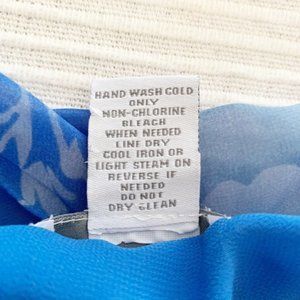 HAND WASH COLD
ONLY
NON-CHLORINE
BLEACH
WHEN NEEDED
LINE DRY
COOL IRON OR
LIGHT STEAM ON
REVERSE IF
NEEDED
DO NOT
DRY CLEAN